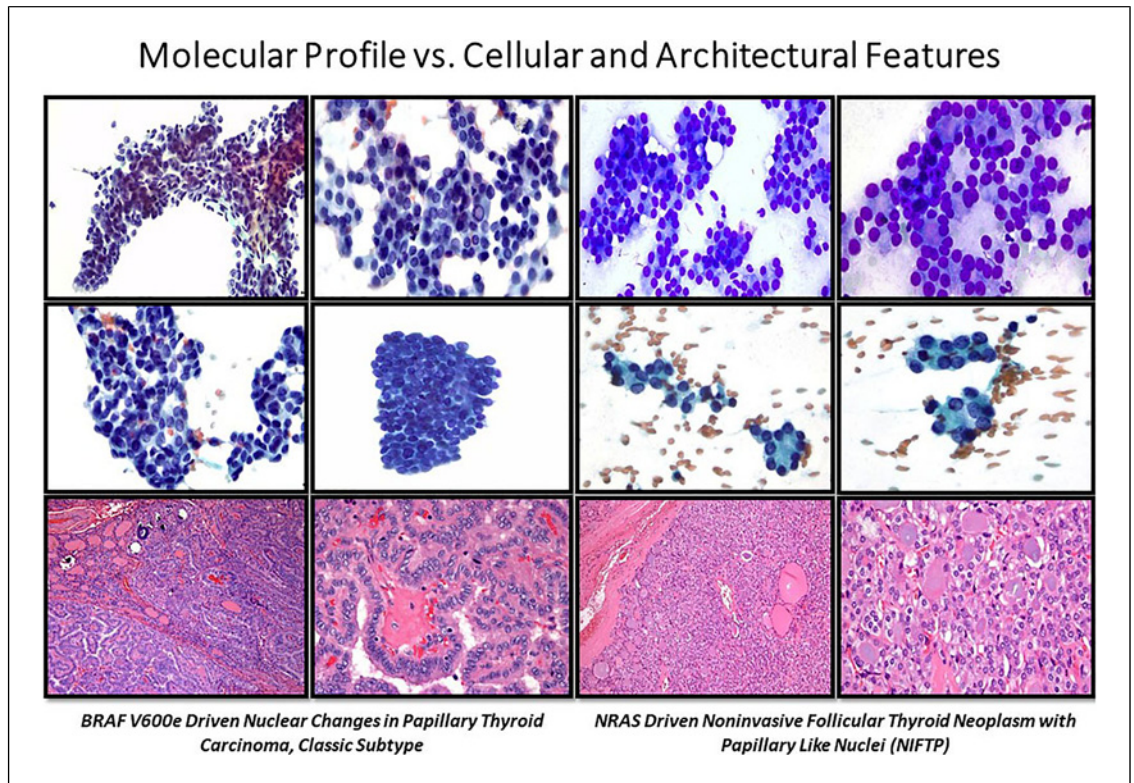 Molecular Profile vs. Cellular and Architectural Features
BRAF V600e Driven Nuclear Changes in Papillary Thyroid
Carcinoma, Classic Subtype
NRAS Driven Noninvasive Follicular Thyroid Neoplasm with
Papillary Like Nuclei (NIFTP)